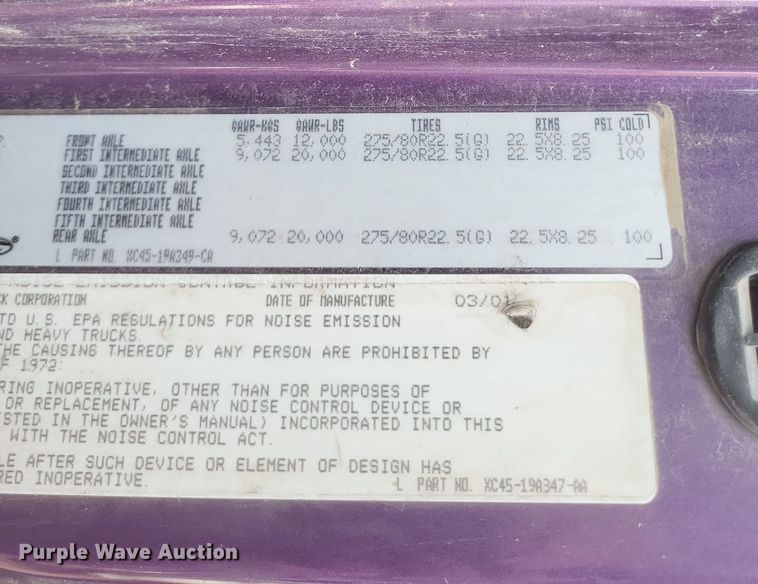 GAWR-KGS GAWR-LBS TIRES RIMS PSI COLD
FRONT AXLE 5,443 12,000 275/80R22.5(G) 22.5X8.25 100
FIRST INTERMEDIATE AXLE 9,072 20,000 275/80R22.5(G) 22.5X8.25 100
SECOND INTERMEDIATE AXLE
THIRD INTERMEDIATE AXLE
FOURTH INTERMEDIATE AXLE
FIFTH INTERMEDIATE AXLE
REAR AXLE 9,072 20,000 275/80R22.5(G) 22.5X8.25 100
L PART NO. XC45-19A349-CA
NOISE EMISSION CONTROL INFORMATION
CK CORPORATION DATE OF MANUFACTURE 03/01
TO U.S. EPA REGULATIONS FOR NOISE EMISSION
ND HEAVY TRUCKS.
THE CAUSING THEREOF BY ANY PERSON ARE PROHIBITED BY
F 1972:
RING INOPERATIVE, OTHER THAN FOR PURPOSES OF
OR REPLACEMENT, OF ANY NOISE CONTROL DEVICE OR
ISTED IN THE OWNER'S MANUAL) INCORPORATED INTO THIS
WITH THE NOISE CONTROL ACT.
LE AFTER SUCH DEVICE OR ELEMENT OF DESIGN HAS
RED INOPERATIVE.
L PART NO. XC45-19A347-AA
Purple Wave Auction